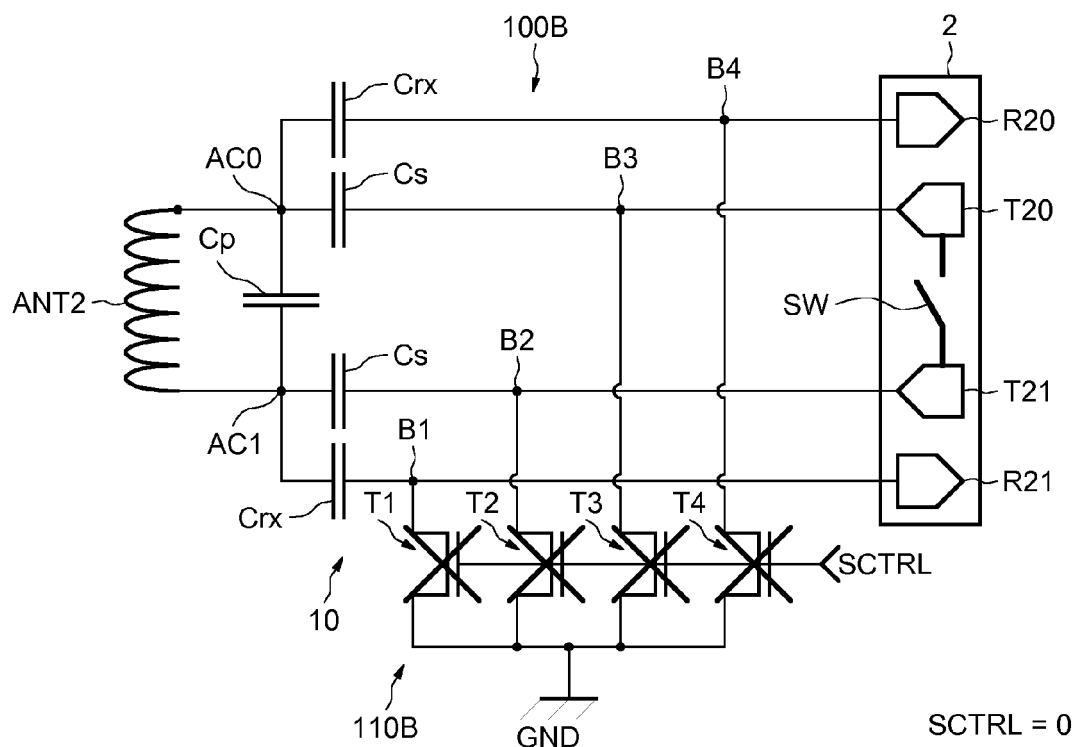 100B
2
Crx
B4
R20
AC0
Cs
B3
T20
Cp
ANT2
SW
Cs
B2
T21
AC1
B1
R21
Crx
T1
T2
T3
T4
SCTRL
10
110B
GND
SCTRL = 0